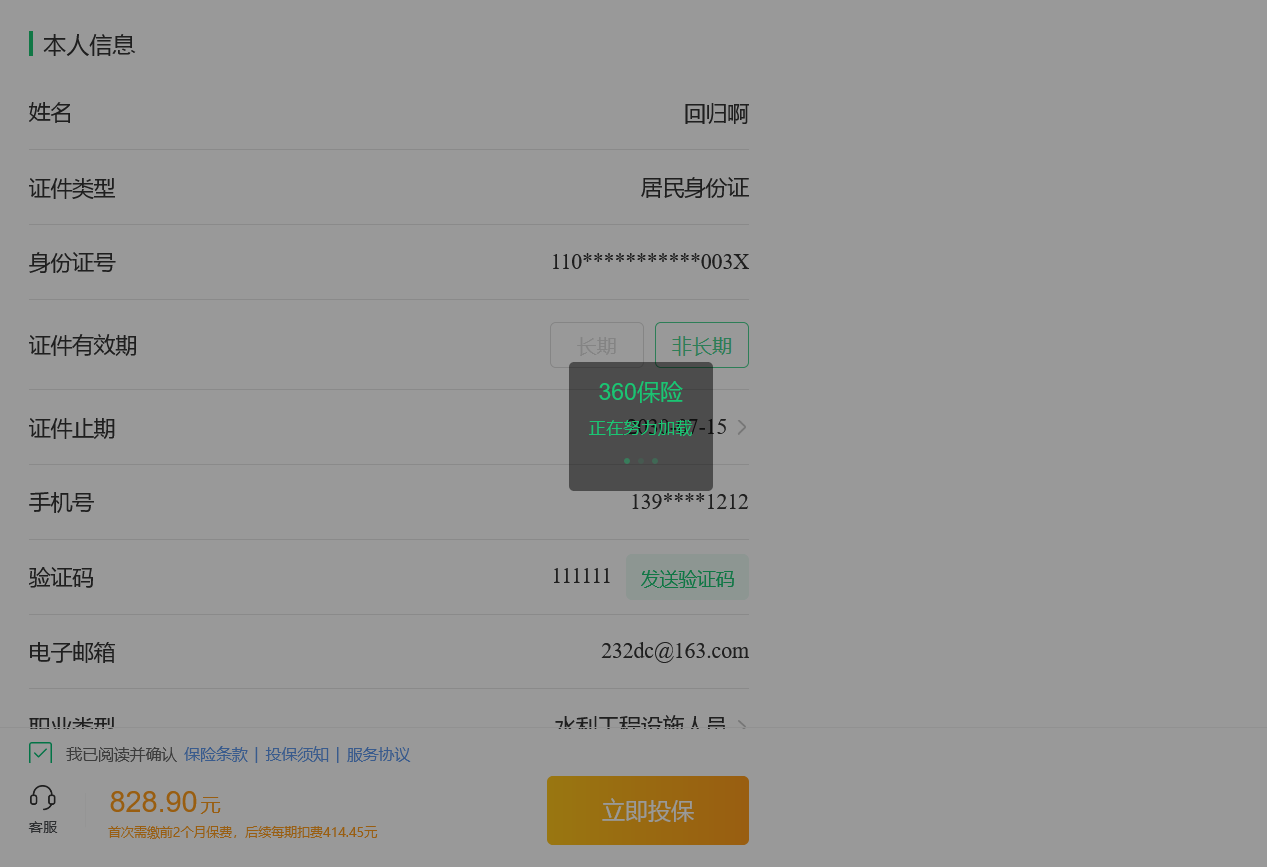 本人信息
姓名 回归啊
证件类型 居民身份证
身份证号 110***********003X
证件有效期 长期 非长期
360保险
证件止期 -15
正在努力加载
手机号 139****1212
验证码 111111 发送验证码
电子邮箱 232dc@163.com
职业类型 水利工程设施人员
我已阅读并确认 保险条款 | 投保须知 | 服务协议
828.90元
立即投保
客服
首次需缴前2个月保费，后续每期扣费414.45元